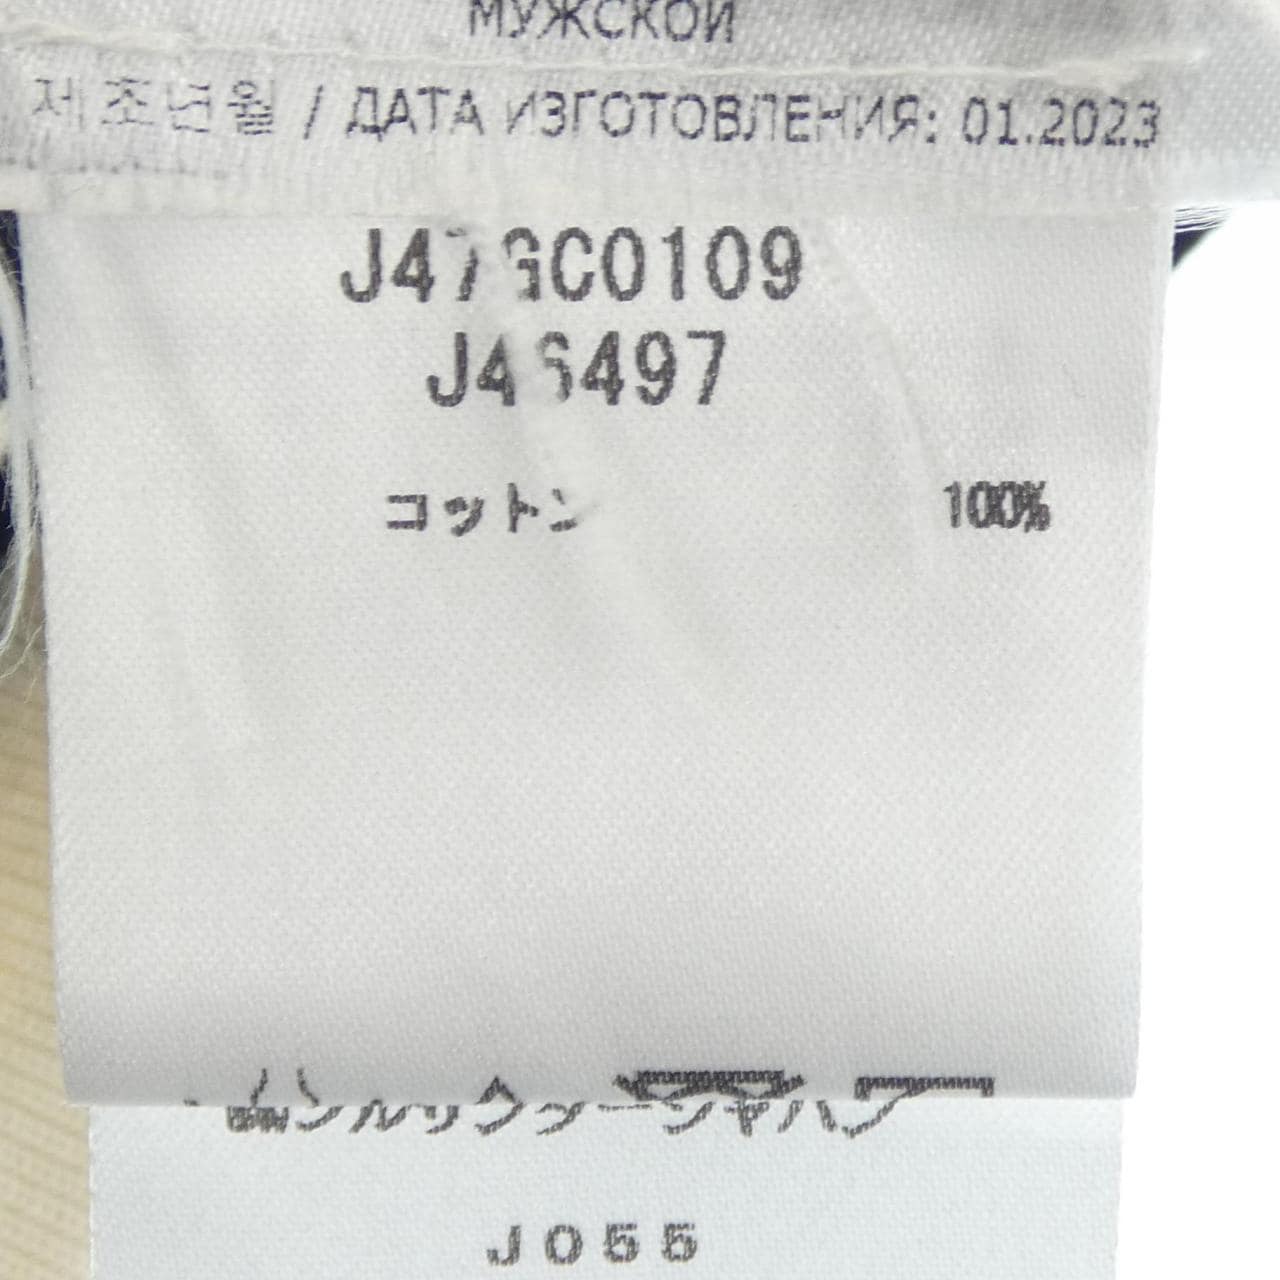 МУЖСКОЙ
제조년월 / ДАТА ИЗГОТОВЛЕНИЯ: 01.2023
J47GC0109
J46497
コットン 100%
J055